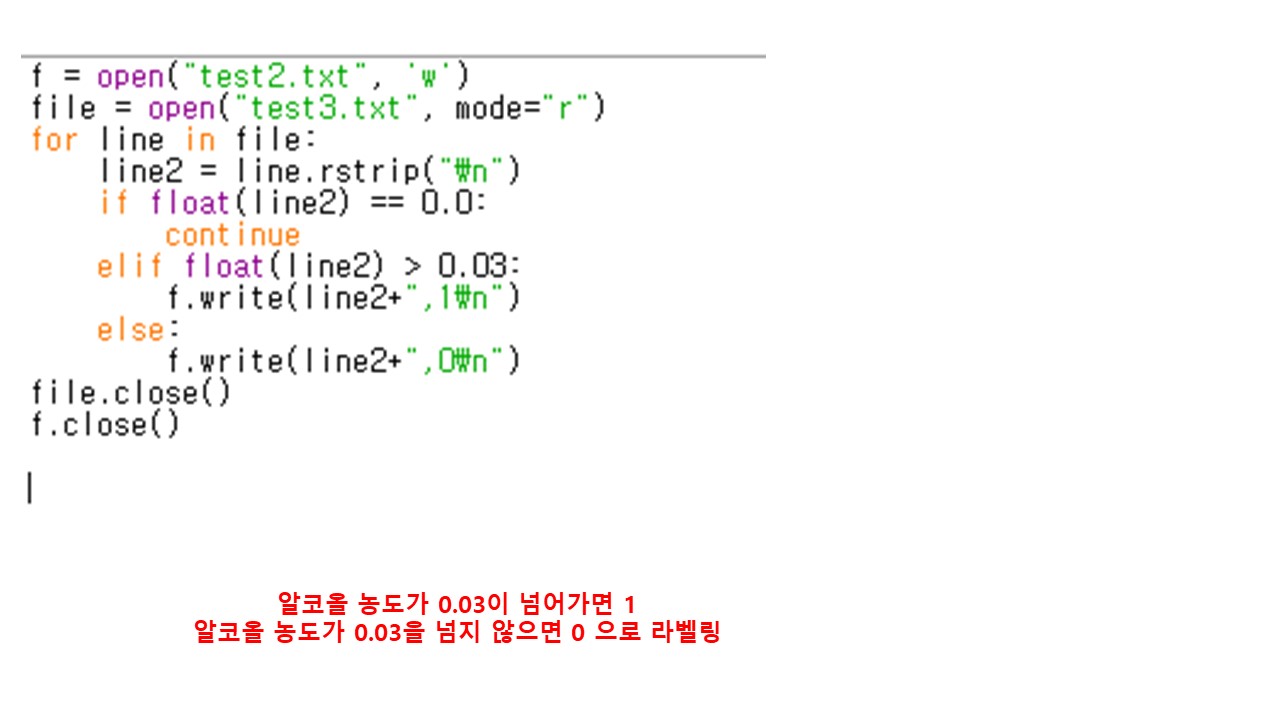 f = open("test2.txt", 'w')
file = open("test3.txt", mode="r")
for line in file:
    line2 = line.rstrip("₩n")
    if float(line2) == 0.0:
        continue
    elif float(line2) > 0.03:
        f.write(line2+",1₩n")
    else:
        f.write(line2+",0₩n")
file.close()
f.close()
알코올 농도가 0.03이 넘어가면 1
알코올 농도가 0.03을 넘지 않으면 0 으로 라벨링